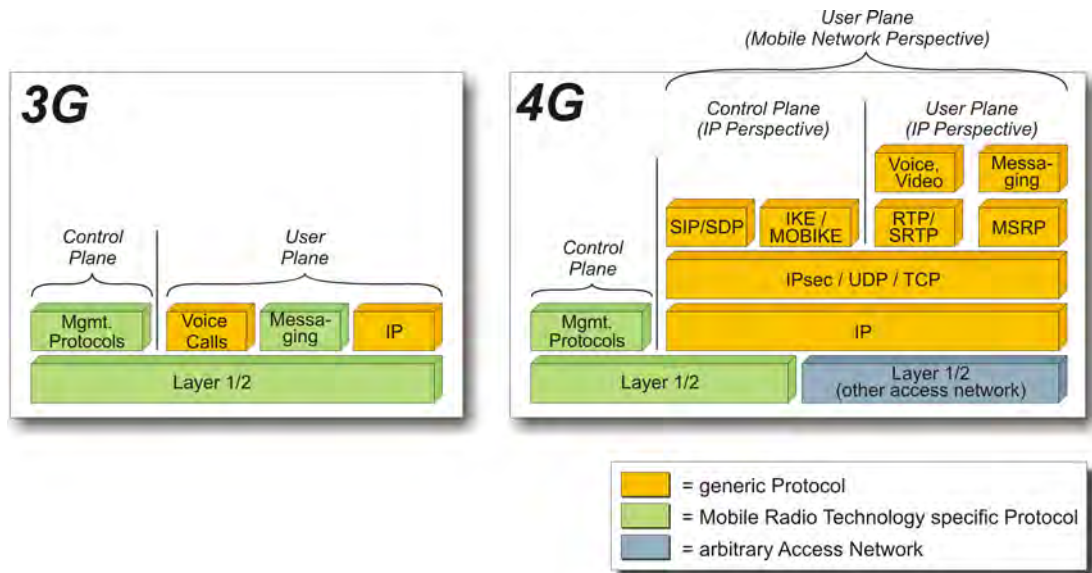 3G
Control
Plane
User
Plane
Mgmt.
Protocols
Voice
Calls
Messa-
ging
IP
Layer 1/2
User Plane
(Mobile Network Perspective)
4G
Control Plane
(IP Perspective)
User Plane
(IP Perspective)
Voice,
Video
Messa-
ging
SIP/SDP
IKE /
MOBIKE
RTP/
SRTP
MSRP
Control
Plane
IPsec / UDP / TCP
Mgmt.
Protocols
IP
Layer 1/2
Layer 1/2
(other access network)
= generic Protocol
= Mobile Radio Technology specific Protocol
= arbitrary Access Network